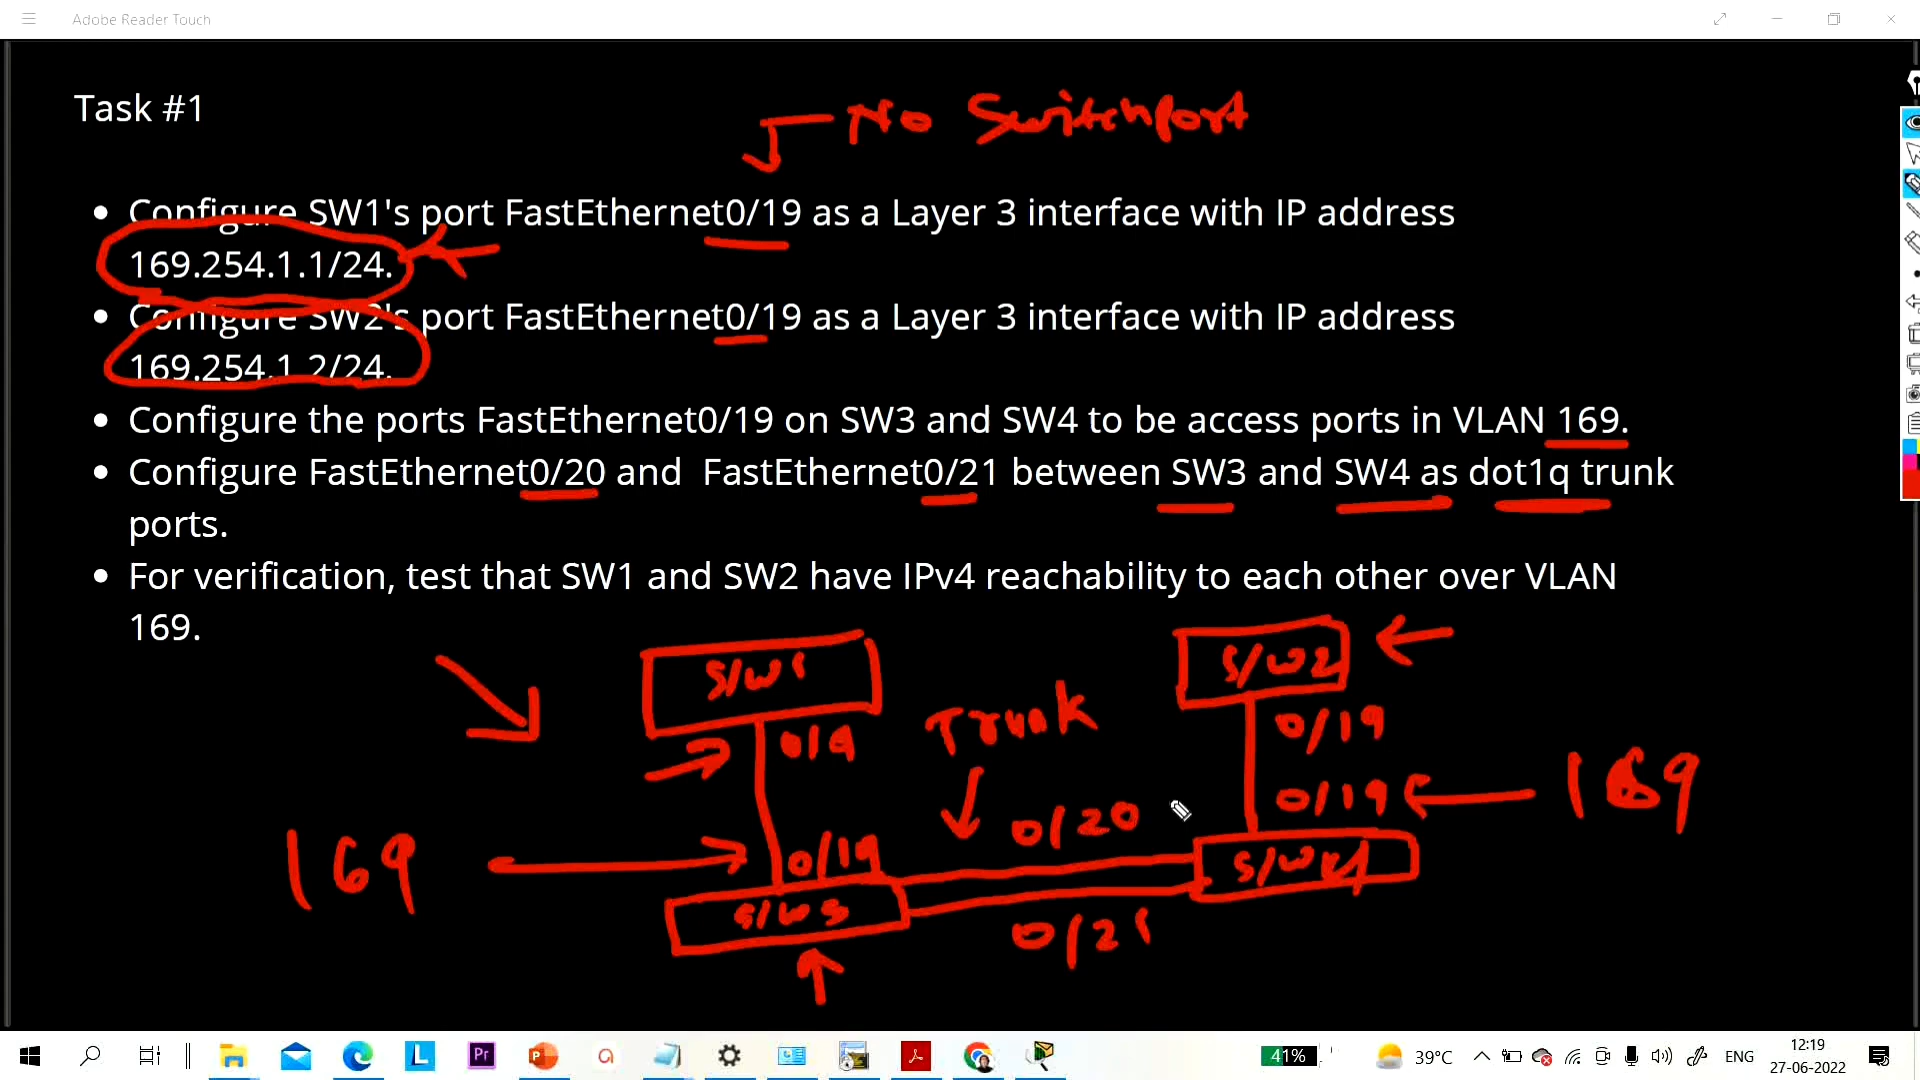 Adobe Reader Touch
Task #1
No Switchport
Configure SW1's port FastEthernet0/19 as a Layer 3 interface with IP address
169.254.1.1/24.
Configure SW2's port FastEthernet0/19 as a Layer 3 interface with IP address
169.254.1.2/24.
Configure the ports FastEthernet0/19 on SW3 and SW4 to be access ports in VLAN 169.
Configure FastEthernet0/20 and  FastEthernet0/21 between SW3 and SW4 as dot1q trunk
ports.
For verification, test that SW1 and SW2 have IPv4 reachability to each other over VLAN
169.
S/W1
S/W2
Trunk
0/19
0/19
0/19
169
0/20
169
0/19
S/W4
S/W3
0/21
L
Pr
P
41%
39°C
ENG
12:19
27-06-2022